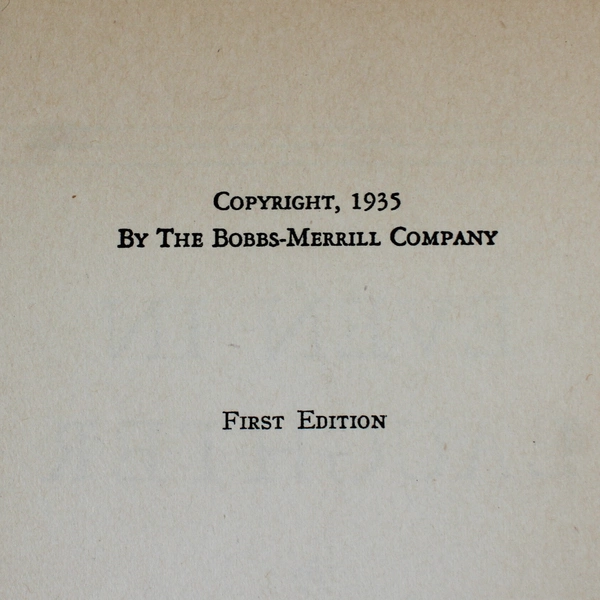 Copyright, 1935
By The Bobbs-Merrill Company
First Edition